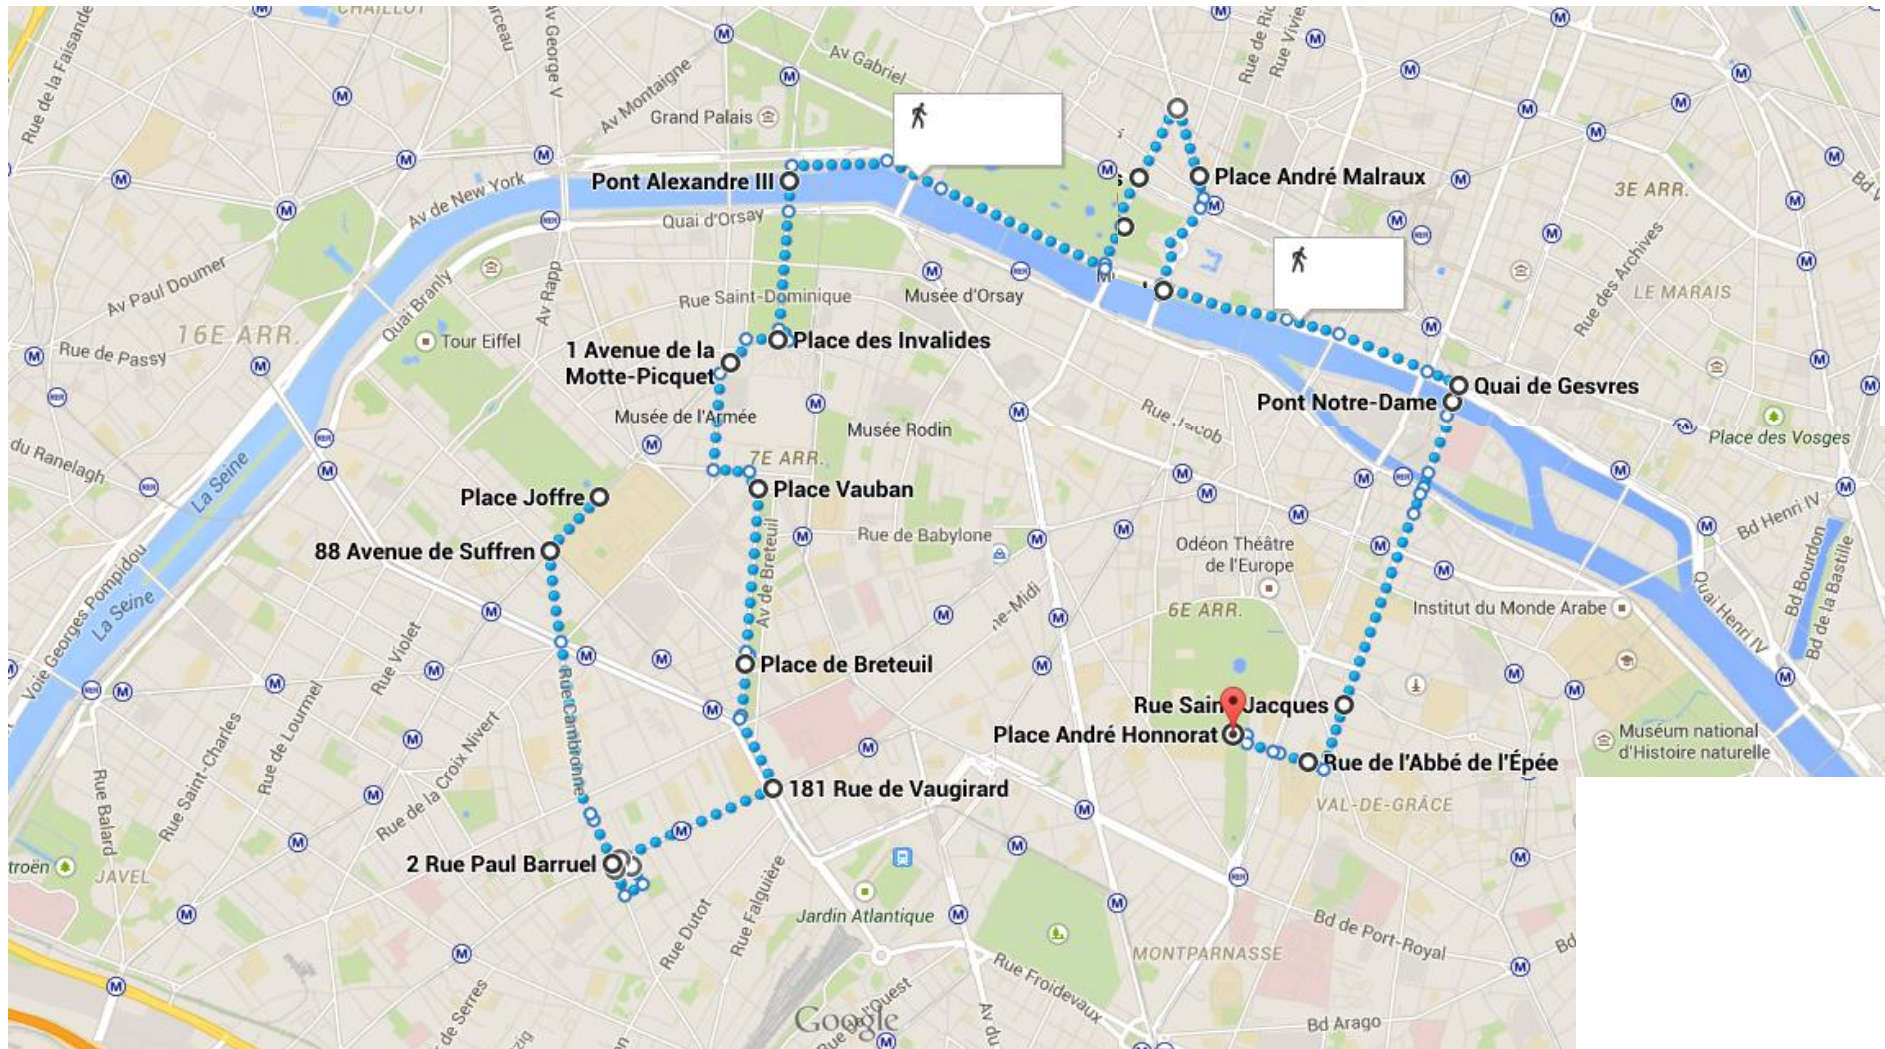 CHAILLOT
Rue de la Faisanderie
Av George V
Av Montaigne
Av Gabriel
Grand Palais
Pont Alexandre III
Av de New York
Quai d'Orsay
Place André Malraux
3E ARR.
Rue des Archives
LE MARAIS
Av Paul Doumer
16E ARR.
Rue de Passy
Quai Branly
Av Rapp
Tour Eiffel
Rue Saint-Dominique
Musée d'Orsay
1 Avenue de la
Motte-Picquet
Place des Invalides
Musée de l'Armée
Musée Rodin
7E ARR.
Quai de Gesvres
Pont Notre-Dame
Place des Vosges
du Ranelagh
La Seine
La Seine
Voie Georges Pompidou
Place Joffre
Place Vauban
88 Avenue de Suffren
Rue de Babylone
Av de Breteuil
Odéon Théâtre
de l'Europe
6E ARR.
Institut du Monde Arabe
Bd Henri IV
Quai Henri IV
Bd Bourdon
Bd de la Bastille
Rue Violet
Rue de Lourmel
Rue Saint-Charles
Rue Balard
Rue de la Croix Nivert
Rue Cambronne
Place de Breteuil
Rue Saint Jacques
Place André Honnorat
Rue de l'Abbé de l'Épée
Muséum national
d'Histoire naturelle
181 Rue de Vaugirard
VAL-DE-GRÂCE
2 Rue Paul Barruel
troën
JAVEL
Rue Dutot
Rue Falguière
Jardin Atlantique
Bd de Port-Royal
MONTPARNASSE
Rue Froidevaux
Bd Arago
de Serres
Av du
Google